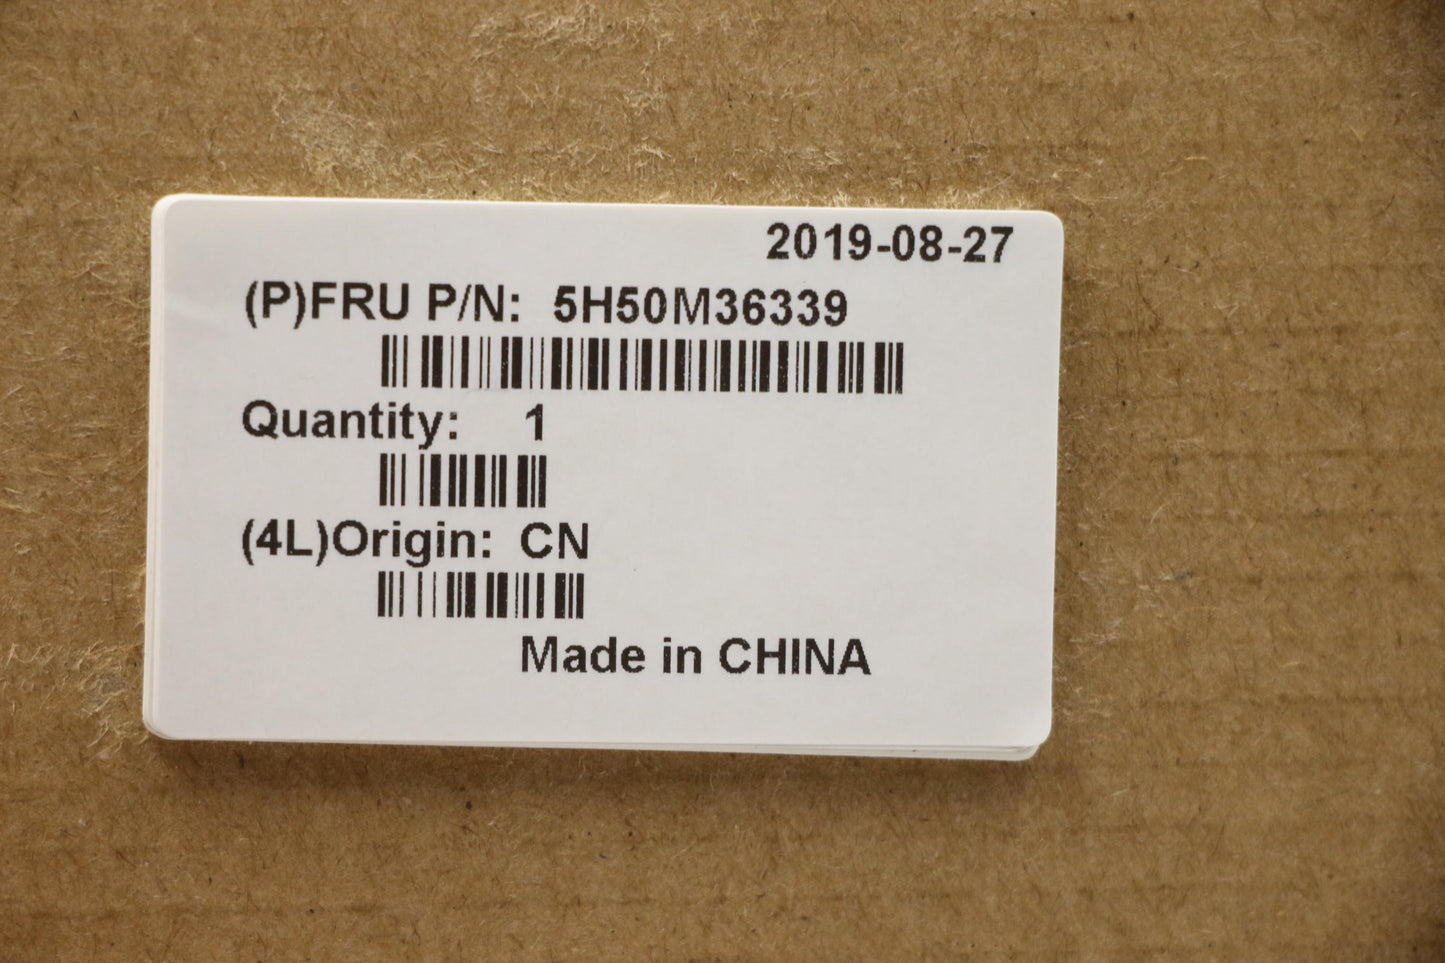 2019-08-27
(P)FRU P/N: 5H50M36339
Quantity: 1
(4L)Origin: CN
Made in CHINA